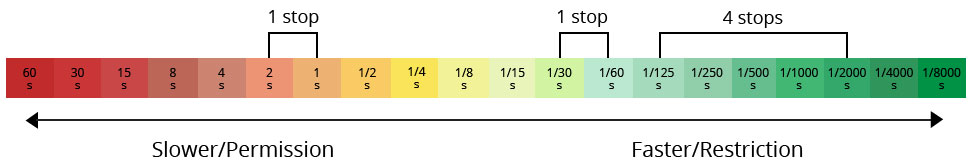 1 stop 1 stop 4 stops
60 30 15 8 4 2 1 1/2 1/4 1/8 1/15 1/30 1/60 1/125 1/250 1/500 1/1000 1/2000 1/4000 1/8000
s s s s s s s s s s s s s s s s s s s s
Slower/Permission Faster/Restriction